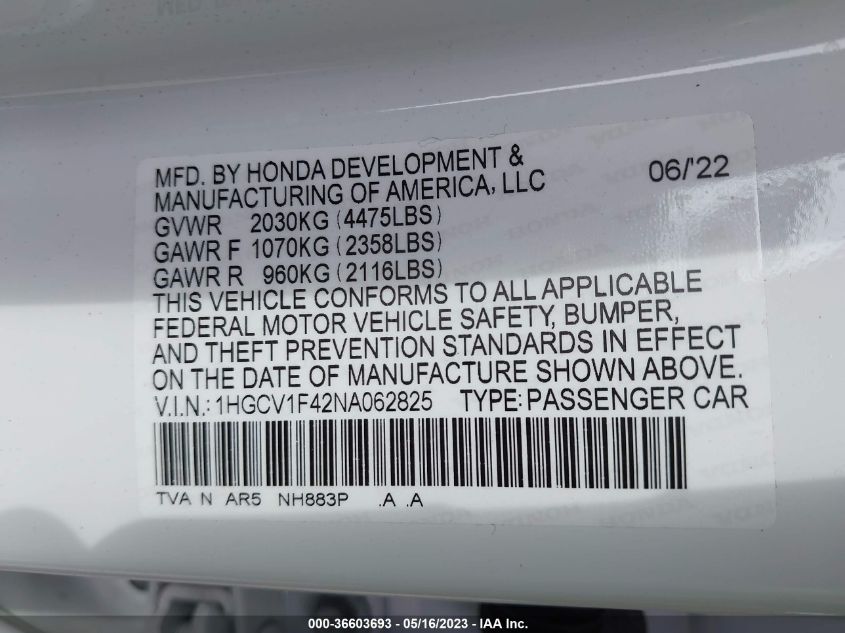 MFD. BY HONDA DEVELOPMENT &
MANUFACTURING OF AMERICA, LLC 06/'22
GVWR 2030KG (4475LBS)
GAWR F 1070KG (2358LBS)
GAWR R 960KG (2116LBS)
THIS VEHICLE CONFORMS TO ALL APPLICABLE
FEDERAL MOTOR VEHICLE SAFETY, BUMPER,
AND THEFT PREVENTION STANDARDS IN EFFECT
ON THE DATE OF MANUFACTURE SHOWN ABOVE.
V.I.N.: 1HGCV1F42NA062825 TYPE: PASSENGER CAR
TVA N AR5 NH883P .A .A
000-36603693 - 05/16/2023 - IAA Inc.